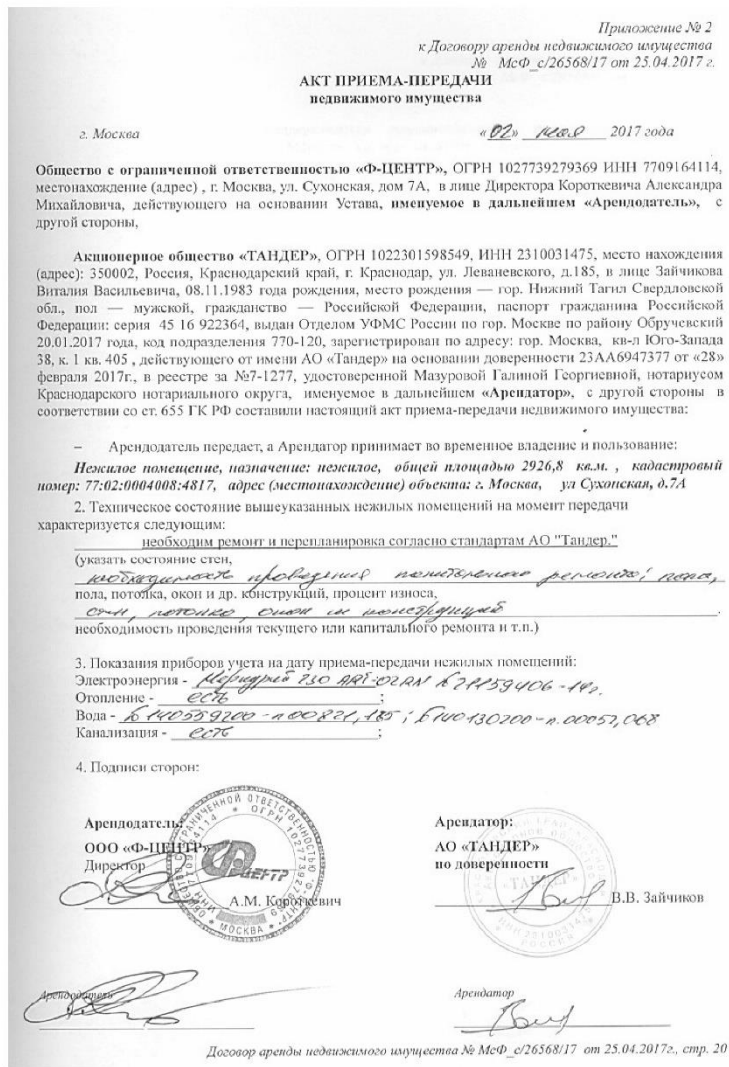 Приложение № 2
к Договору аренды недвижимого имущества
№ МсФ_с/26568/17 от 25.04.2017 г.
АКТ ПРИЕМА-ПЕРЕДАЧИ
недвижимого имущества
г. Москва «02» мая 2017 года
Общество с ограниченной ответственностью «Ф-ЦЕНТР», ОГРН 1027739279369 ИНН 7709164114,
местонахождение (адрес) , г. Москва, ул. Сухонская, дом 7А, в лице Директора Короткевича Александра
Михайловича, действующего на основании Устава, именуемое в дальнейшем «Арендодатель», с
другой стороны,
Акционерное общество «ТАНДЕР», ОГРН 1022301598549, ИНН 2310031475, место нахождения
(адрес): 350002, Россия, Краснодарский край, г. Краснодар, ул. Леваневского, д.185, в лице Зайчикова
Виталия Васильевича, 08.11.1983 года рождения, место рождения — гор. Нижний Тагил Свердловской
обл., пол — мужской, гражданство — Российской Федерации, паспорт гражданина Российской
Федерации: серия 45 16 922364, выдан Отделом УФМС России по гор. Москве по району Обручевский
20.01.2017 года, код подразделения 770-120, зарегистрирован по адресу: гор. Москва, кв-л Юго-Запада
38, к. 1 кв. 405 , действующего от имени АО «Тандер» на основании доверенности 23АА6947377 от «28»
февраля 2017г., в реестре за №7-1277, удостоверенной Мазуровой Галиной Георгиевной, нотариусом
Краснодарского нотариального округа, именуемое в дальнейшем «Арендатор», с другой стороны в
соответствии со ст. 655 ГК РФ составили настоящий акт приема-передачи недвижимого имущества:
– Арендодатель передает, а Арендатор принимает во временное владение и пользование:
Нежилое помещение, назначение: нежилое, общей площадью 2926,8 кв.м. , кадастровый
номер: 77:02:0004008:4817, адрес (местонахождение) объекта: г. Москва, ул Сухонская, д.7А
2. Техническое состояние вышеуказанных нежилых помещений на момент передачи
характеризуется следующим:
необходим ремонт и перепланировка согласно стандартам АО "Тандер."
(указать состояние стен,
необходимость проведения ремонта; пола,
пола, потолка, окон и др. конструкций, процент износа,
стен, потолка, окон и конструкций
необходимость проведения текущего или капитального ремонта и т.п.)
3. Показания приборов учета на дату приема-передачи нежилых помещений:
Электроэнергия - Меркурий 230 ART
Отопление - есть ;
Вода -
Канализация - есть ;
4. Подписи сторон:
Арендодатель: Арендатор:
ООО «Ф-ЦЕНТР» АО «ТАНДЕР»
Директор по доверенности
А.М. Короткевич В.В. Зайчиков
Арендодатель Арендатор
Договор аренды недвижимого имущества № МсФ_с/26568/17 от 25.04.2017г., стр. 20